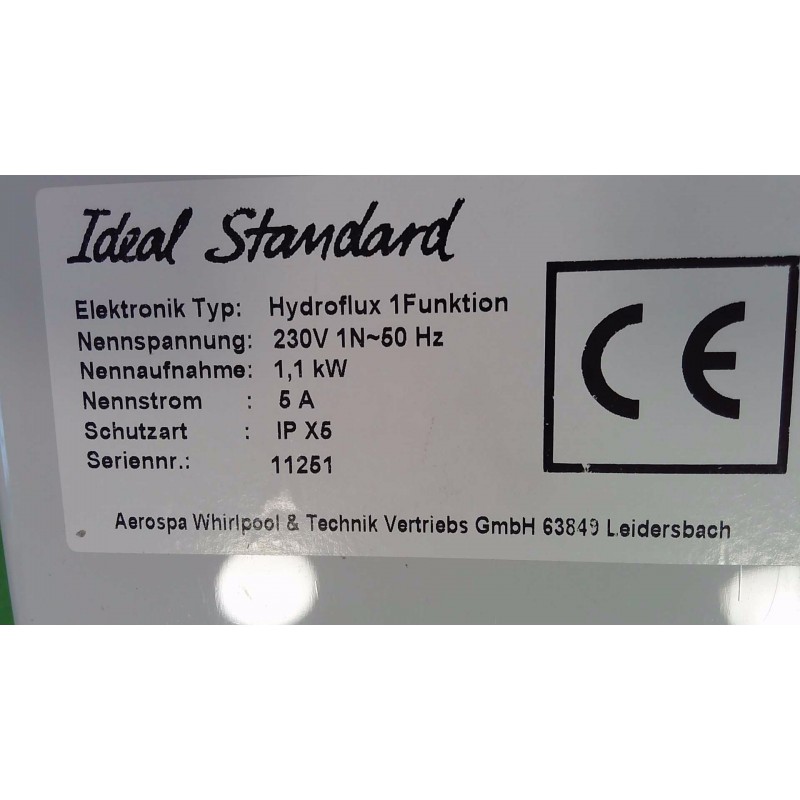 Ideal Standard
Elektronik Typ: Hydroflux 1Funktion
Nennspannung: 230V 1N~50 Hz
Nennaufnahme: 1,1 kW
Nennstrom : 5 A
Schutzart : IP X5
Seriennr.: 11251
CE
Aerospa Whirlpool & Technik Vertriebs GmbH 63849 Leidersbach